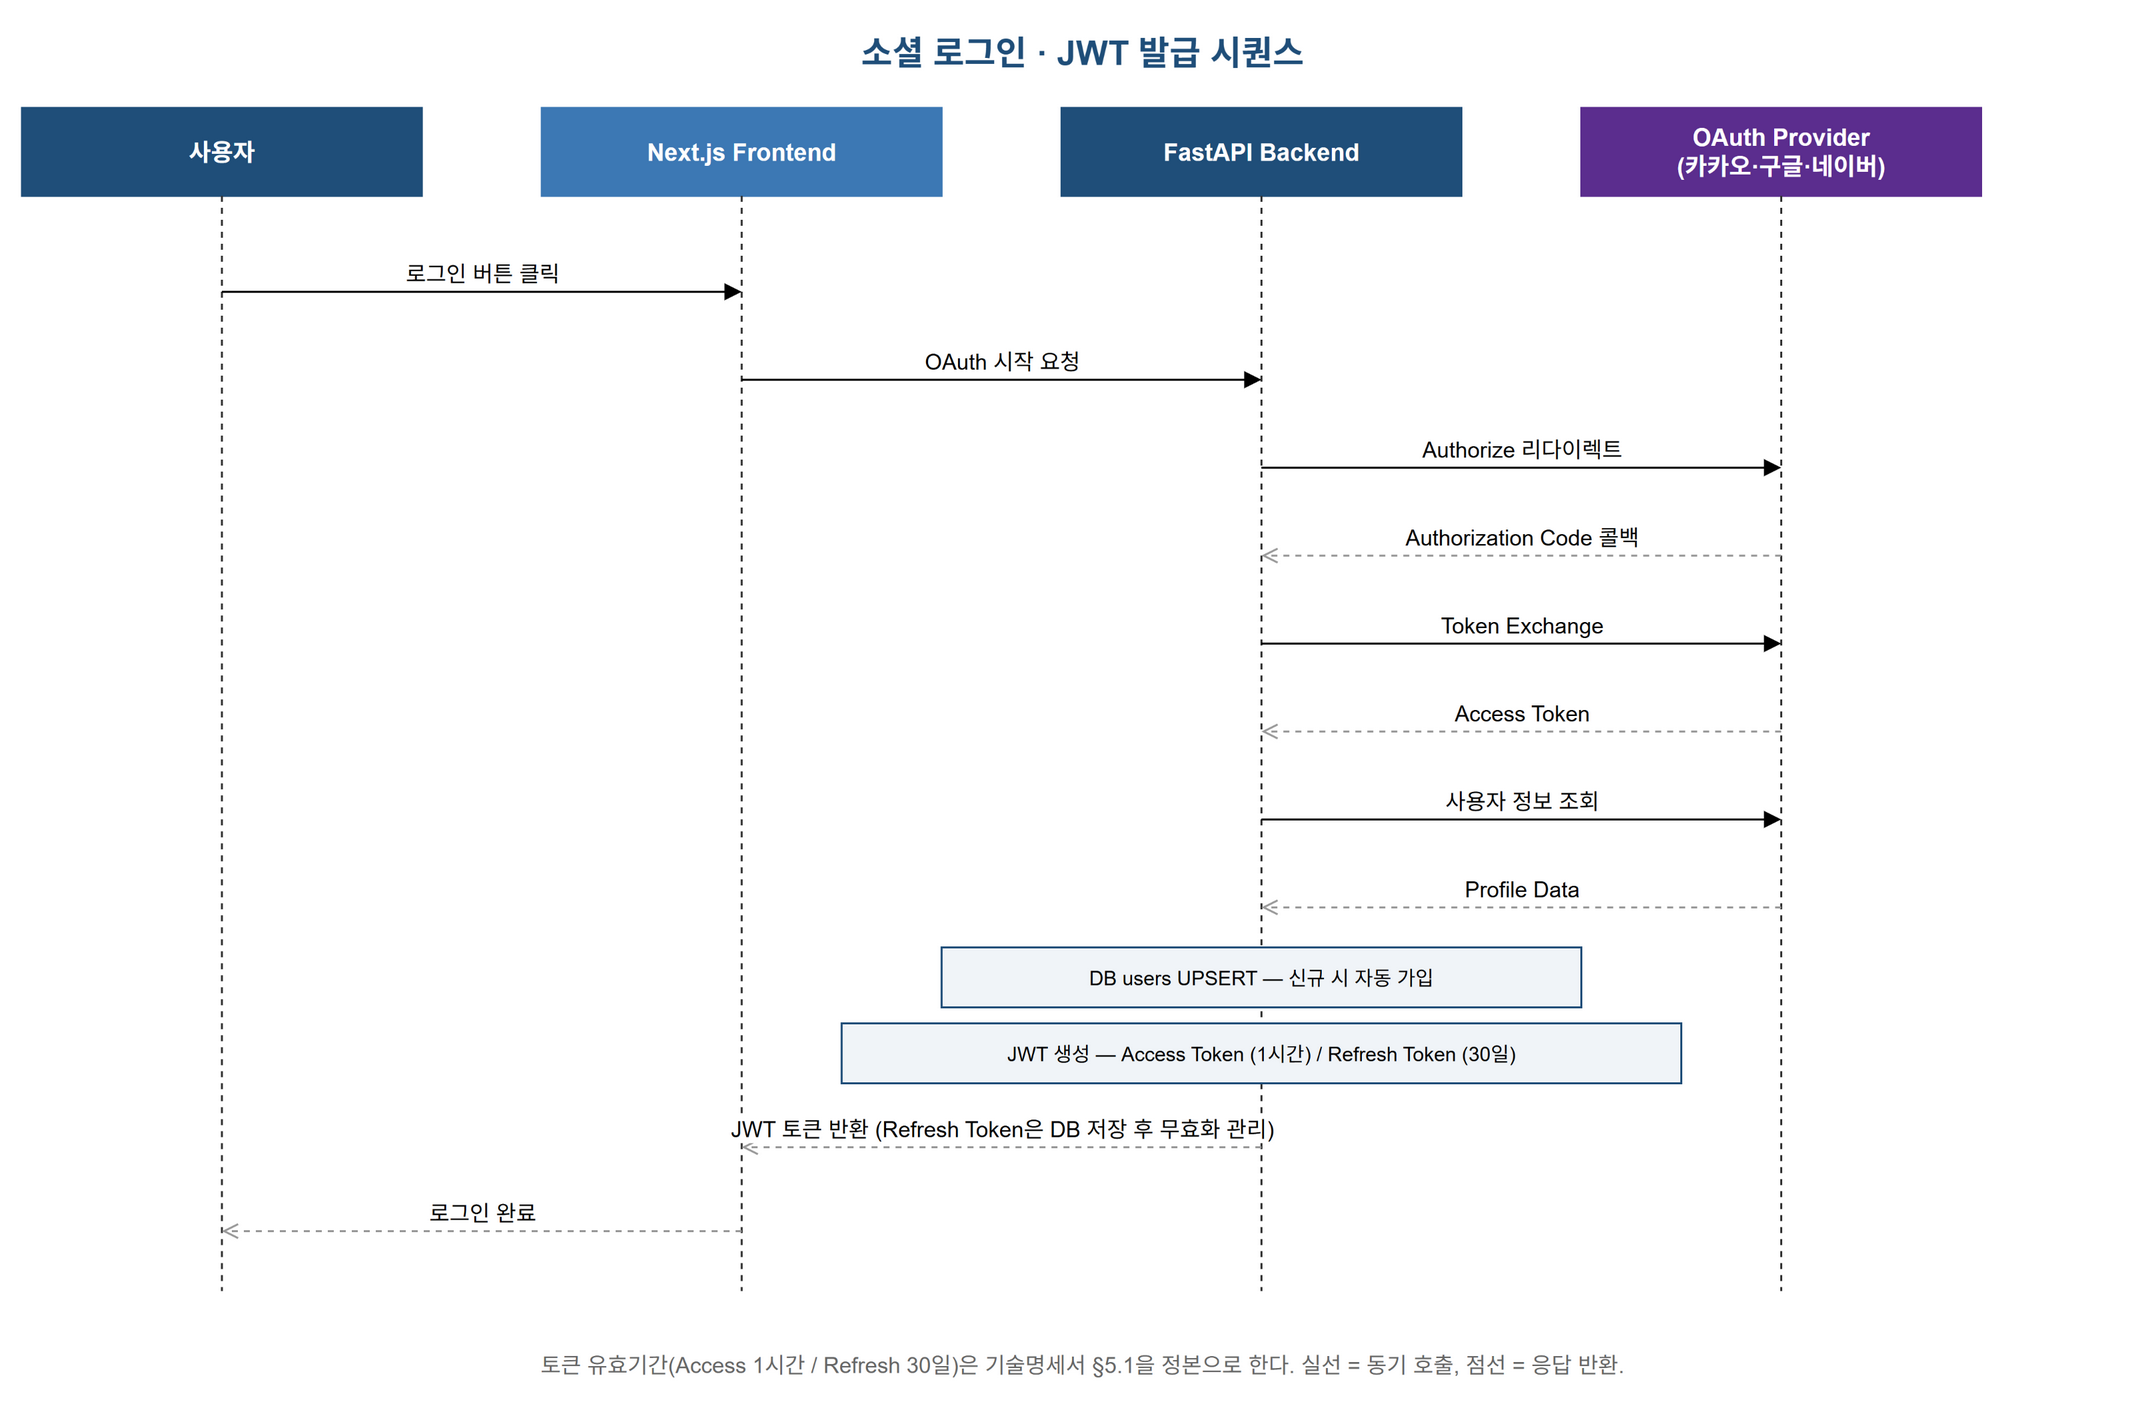 소셜 로그인 · JWT 발급 시퀀스
사용자
Next.js Frontend
FastAPI Backend
OAuth Provider
(카카오·구글·네이버)
로그인 버튼 클릭
OAuth 시작 요청
Authorize 리다이렉트
Authorization Code 콜백
Token Exchange
Access Token
사용자 정보 조회
Profile Data
DB users UPSERT — 신규 시 자동 가입
JWT 생성 — Access Token (1시간) / Refresh Token (30일)
JWT 토큰 반환 (Refresh Token은 DB 저장 후 무효화 관리)
로그인 완료
토큰 유효기간(Access 1시간 / Refresh 30일)은 기술명세서 §5.1을 정본으로 한다. 실선 = 동기 호출, 점선 = 응답 반환.